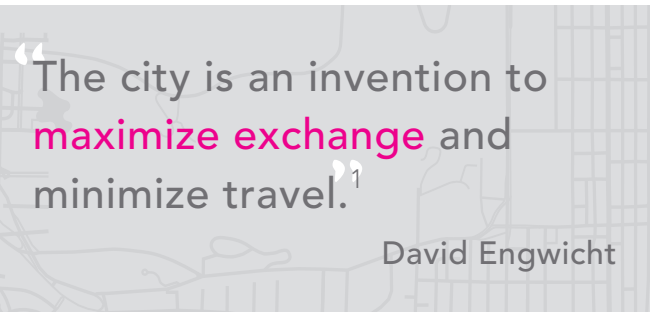 “The city is an invention to
maximize exchange and
minimize travel.”1
David Engwicht